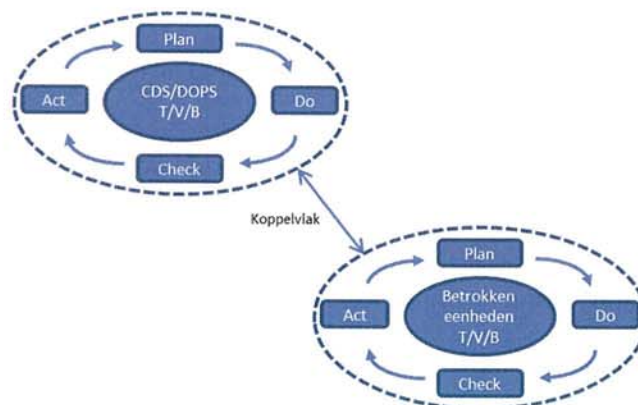 Plan
Act
CDS/DOPS
T/V/B
Do
Check
Koppelvlak
Plan
Act
Betrokken
eenheden
T/V/B
Do
Check